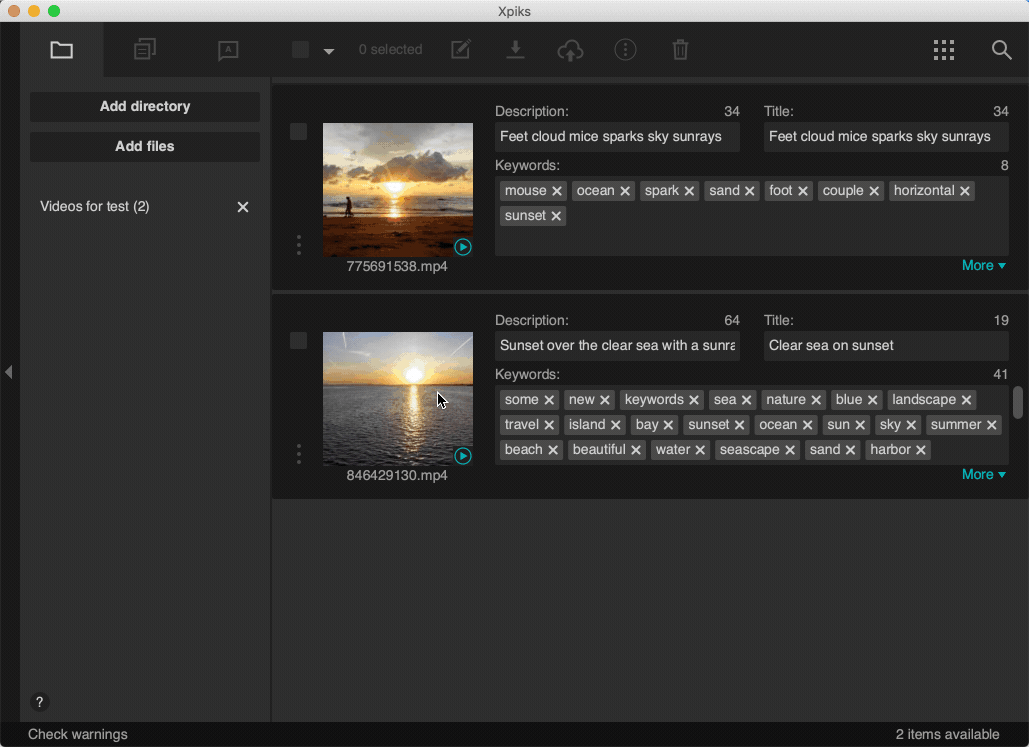 Xpiks
A
0 selected
Add directory
Add files
Videos for test (2)
Description: 34 Title: 34
Feet cloud mice sparks sky sunrays Feet cloud mice sparks sky sunrays
Keywords: 8
mouse ocean spark sand foot couple horizontal
sunset
775691538.mp4
More
Description: 64 Title: 19
Sunset over the clear sea with a sunra Clear sea on sunset
Keywords: 41
some new keywords sea nature blue landscape
travel island bay sunset ocean sun sky summer
beach beautiful water seascape sand harbor
846429130.mp4
More
?
Check warnings 2 items available